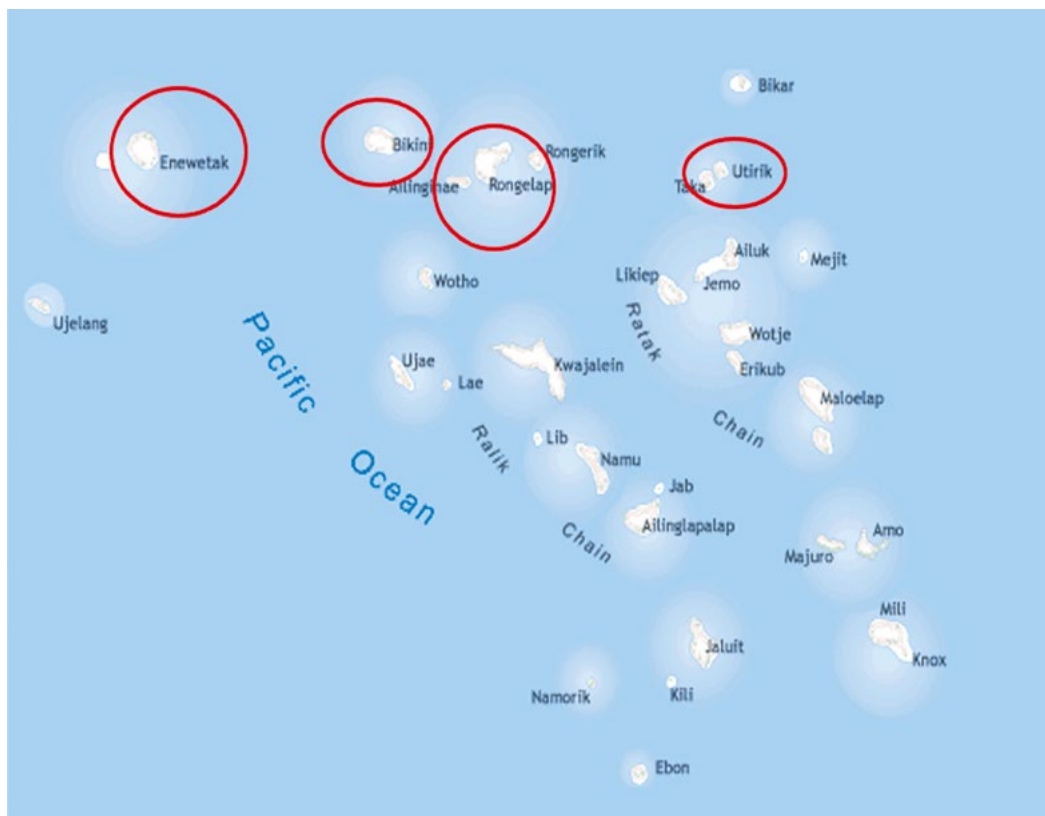 Bikar
Enewetak
Bikini
Rongerik
Ailinginae
Rongelap
Taka
Utirik
Ailuk
Mejit
Likiep
Jemo
Wotho
Ujelang
Pacific
Ocean
Ratak
Chain
Wotje
Erikub
Ujae
Lae
Kwajalein
Maloelap
Ralik
Chain
Lib
Namu
Jab
Ailinglapalap
Majuro
Arno
Mili
Knox
Jaluit
Namorik
Kili
Ebon